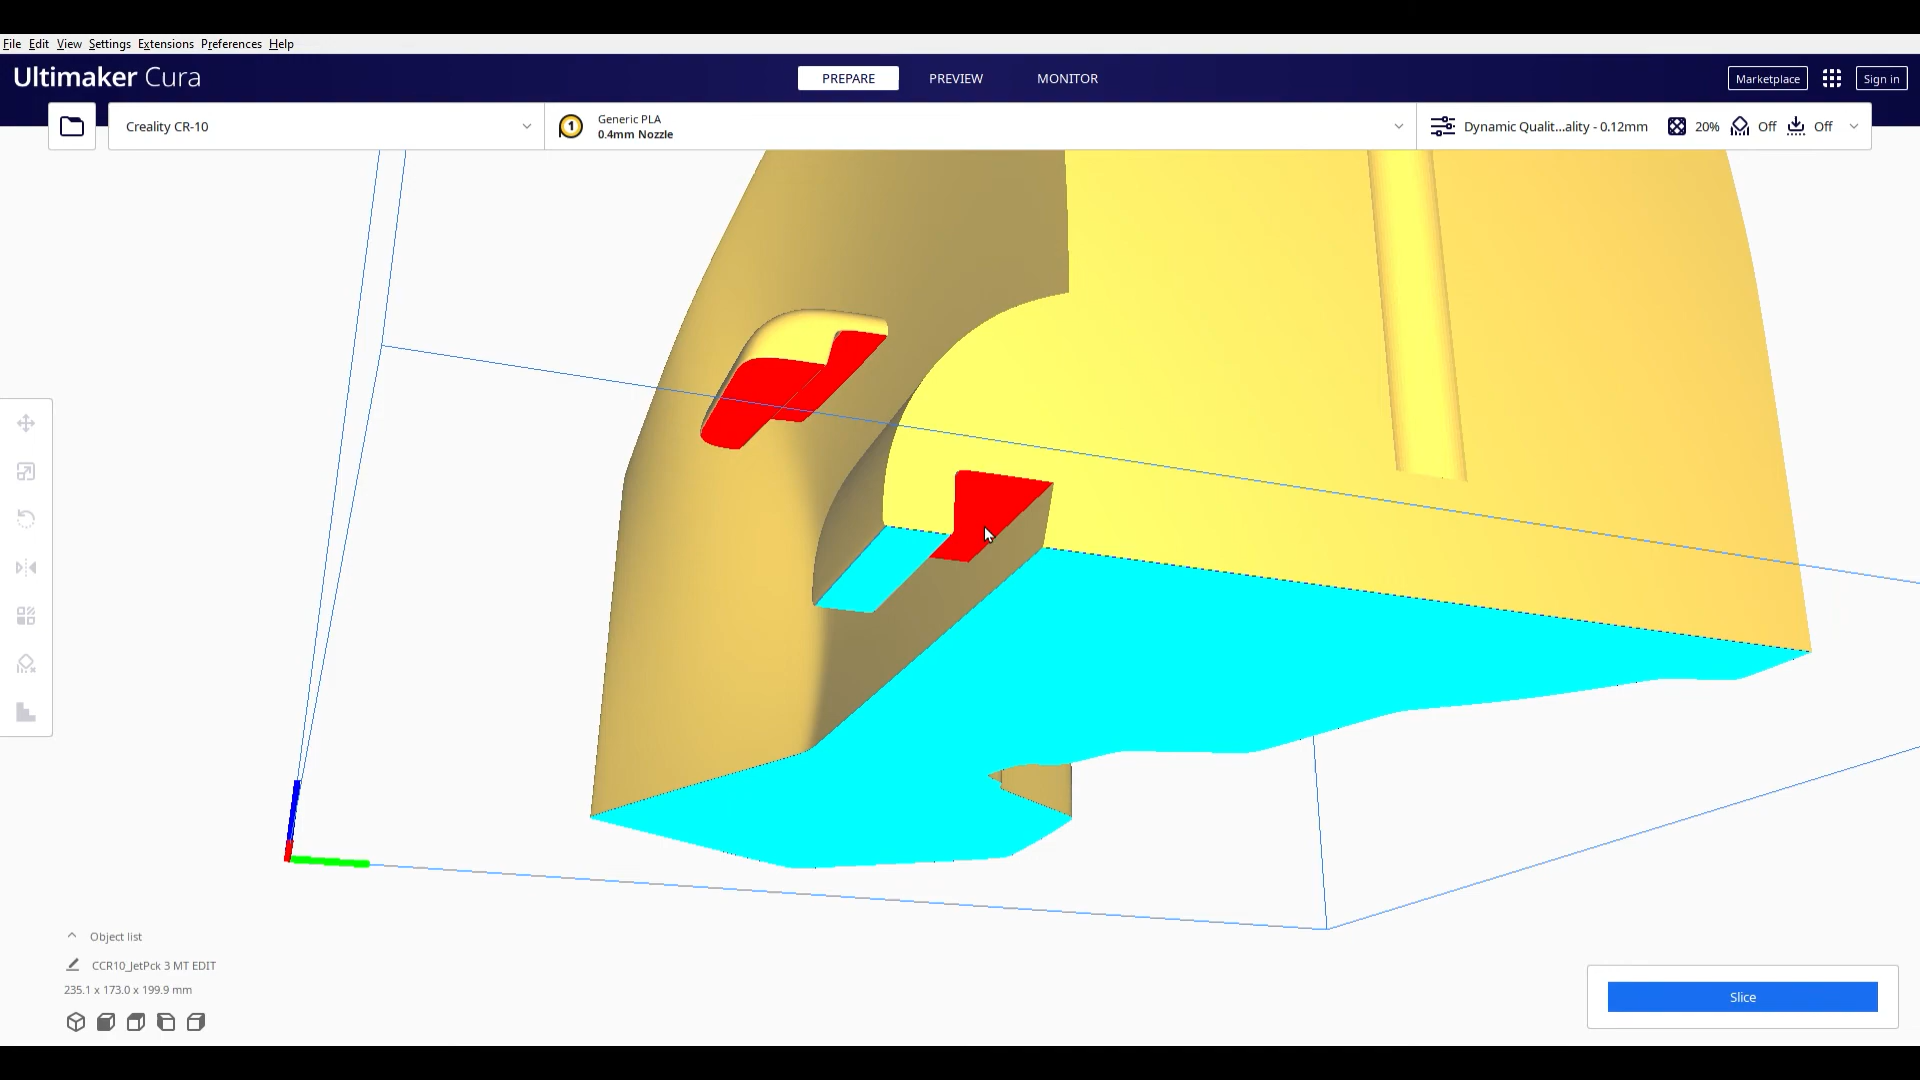 File Edit View Settings Extensions Preferences Help
Ultimaker Cura
PREPARE PREVIEW MONITOR
Marketplace Sign in
Creality CR-10
1 Generic PLA
0.4mm Nozzle
Dynamic Qualit...ality - 0.12mm 20% Off Off
Object list
CCR10_JetPck 3 MT EDIT
235.1 x 173.0 x 199.9 mm
Slice